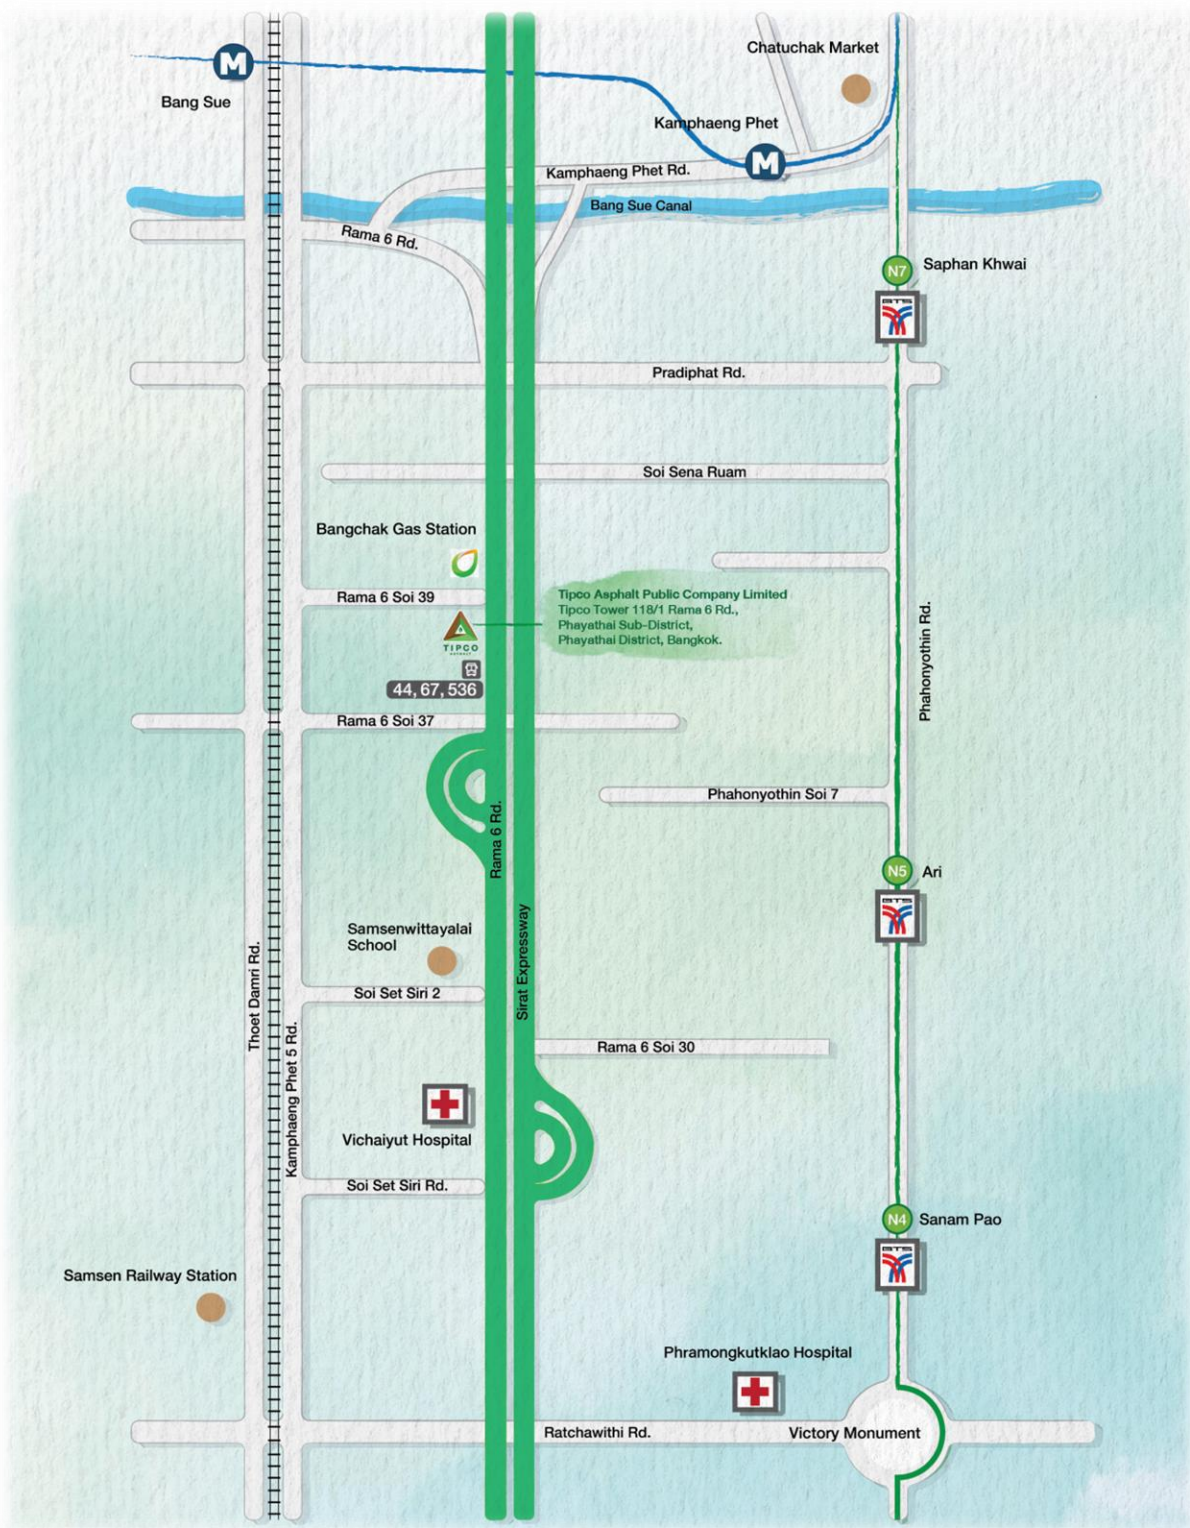 Chatuchak Market
M
Bang Sue
Kamphaeng Phet
M
Kamphaeng Phet Rd.
Bang Sue Canal
Rama 6 Rd.
N7
Saphan Khwai
BTS
Pradiphat Rd.
Soi Sena Ruam
Bangchak Gas Station
Rama 6 Soi 39
Tipco Asphalt Public Company Limited
Tipco Tower 118/1 Rama 6 Rd.,
Phayathai Sub-District,
Phayathai District, Bangkok.
TIPCO
ASPHALT
44, 67, 536
Phahonyothin Rd.
Rama 6 Soi 37
Phahonyothin Soi 7
Rama 6 Rd.
N5
Ari
BTS
Samsenwittayalai
School
Sirat Expressway
Thoet Damri Rd.
Soi Set Siri 2
Kamphaeng Phet 5 Rd.
Rama 6 Soi 30
Vichaiyut Hospital
Soi Set Siri Rd.
N4
Sanam Pao
BTS
Samsen Railway Station
Phramongkutklao Hospital
Ratchawithi Rd.
Victory Monument